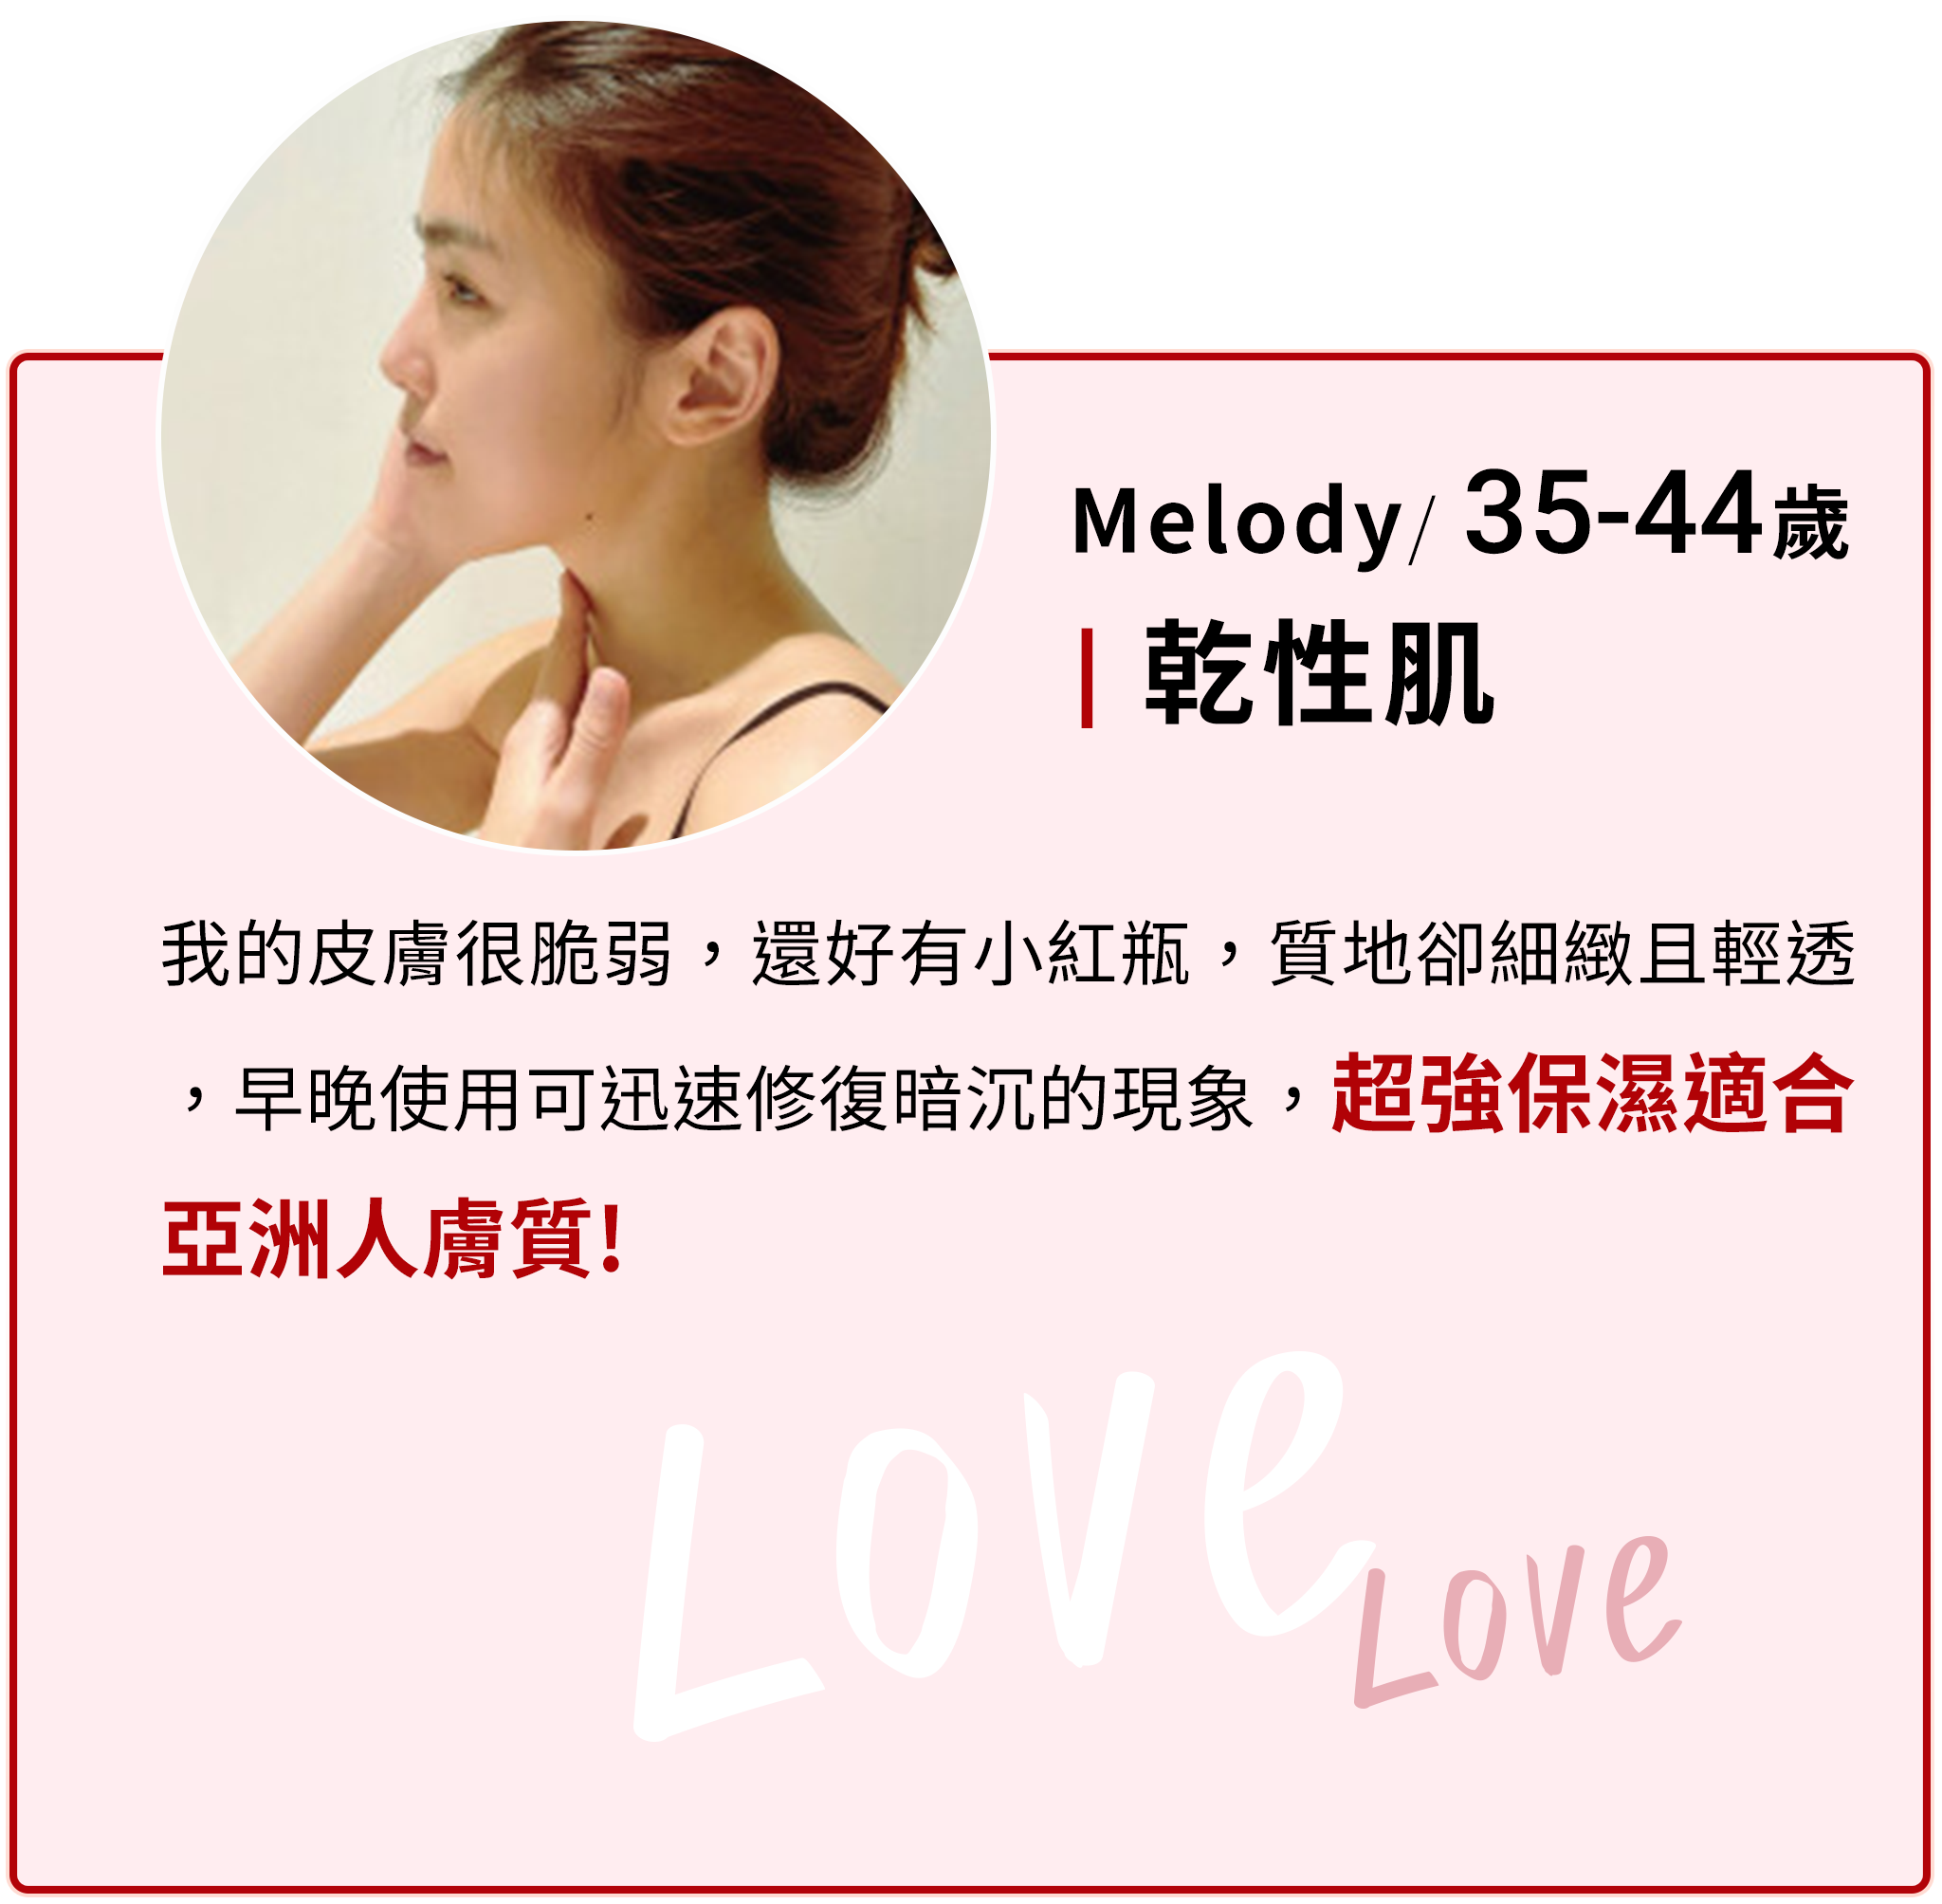 Melody/ 35-44歲
乾性肌
我的皮膚很脆弱，還好有小紅瓶，質地卻細緻且輕透
，早晚使用可迅速修復暗沉的現象，超強保濕適合
亞洲人膚質!
Love
Love